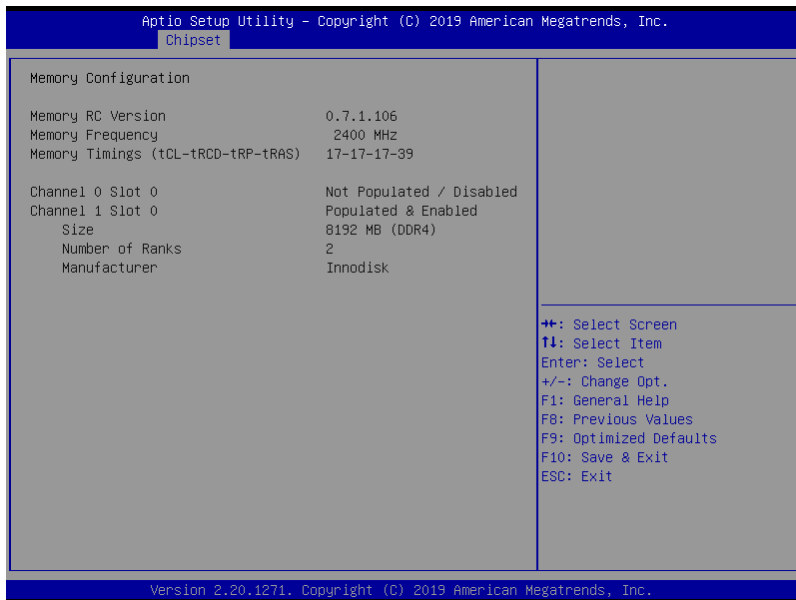 Aptio Setup Utility – Copyright (C) 2019 American Megatrends, Inc.
Chipset
Memory Configuration
Memory RC Version 0.7.1.106
Memory Frequency 2400 MHz
Memory Timings (tCL-tRCD-tRP-tRAS) 17-17-17-39
Channel 0 Slot 0 Not Populated / Disabled
Channel 1 Slot 0 Populated & Enabled
Size 8192 MB (DDR4)
Number of Ranks 2
Manufacturer Innodisk
→←: Select Screen
↑↓: Select Item
Enter: Select
+/-: Change Opt.
F1: General Help
F8: Previous Values
F9: Optimized Defaults
F10: Save & Exit
ESC: Exit
Version 2.20.1271. Copyright (C) 2019 American Megatrends, Inc.